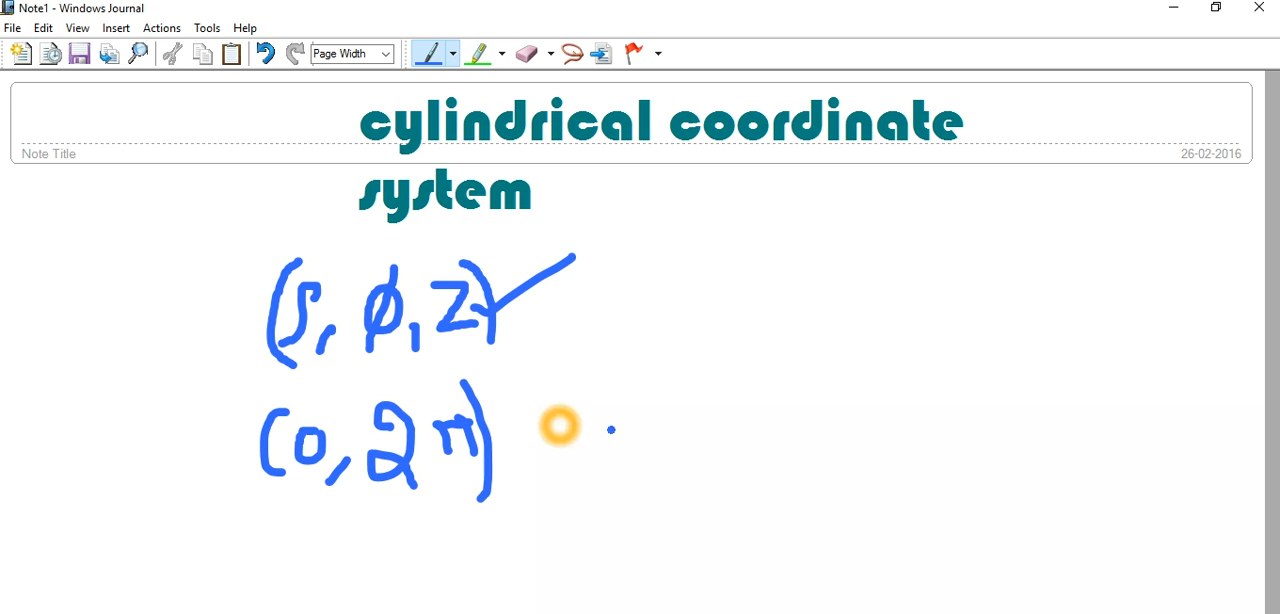 Note1 - Windows Journal
File Edit View Insert Actions Tools Help
Page Width
cylindrical coordinate
Note Title 26-02-2016
system
(ρ, φ, z)
(0, 2π)